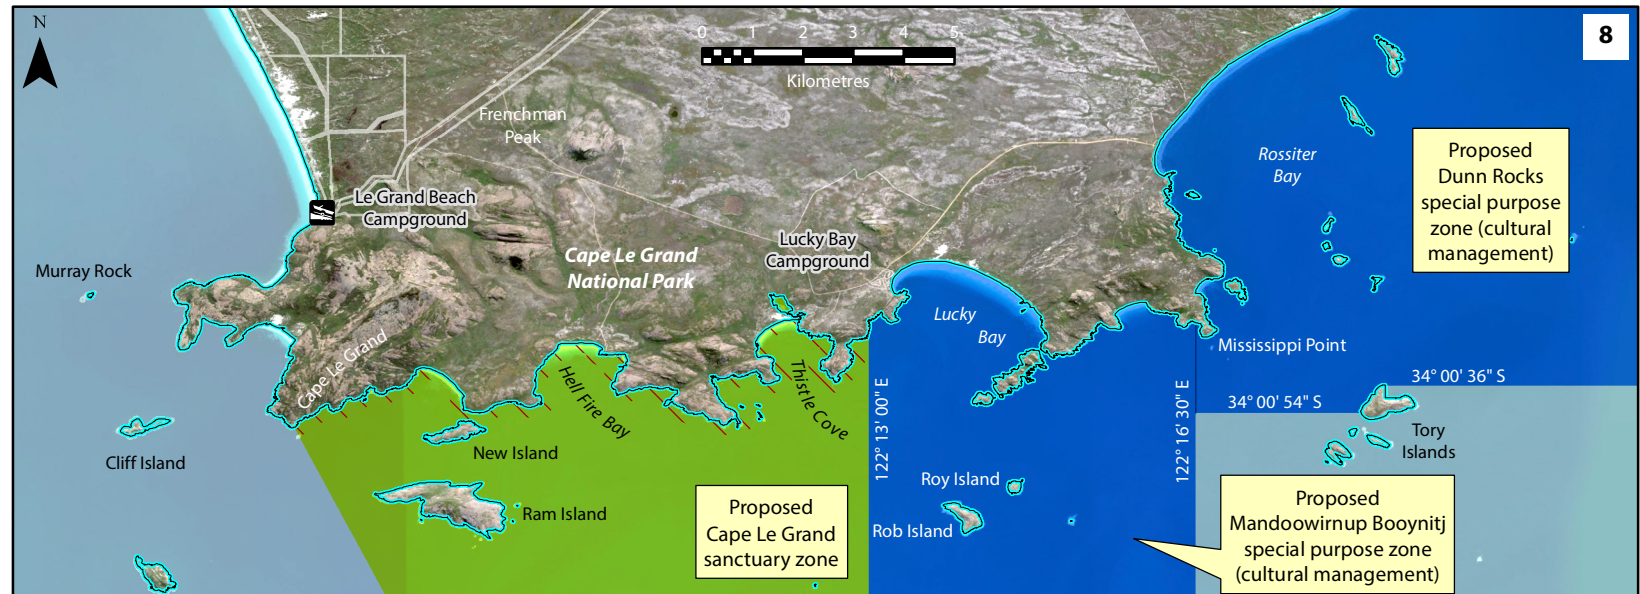 N
8
0 1 2 3 4 5
Kilometres
Frenchman
Peak
Rossiter
Bay
Proposed
Dunn Rocks
special purpose
zone (cultural
management)
Le Grand Beach
Campground
Lucky Bay
Campground
Cape Le Grand
National Park
Murray Rock
Lucky
Bay
Mississippi Point
Cape Le Grand
Hell Fire Bay
Thistle Cove
122° 13' 00" E
122° 16' 30" E
34° 00' 36" S
34° 00' 54" S
Tory
Islands
Cliff Island
New Island
Ram Island
Roy Island
Rob Island
Proposed
Cape Le Grand
sanctuary zone
Proposed
Mandoowirnup Booynitj
special purpose zone
(cultural management)